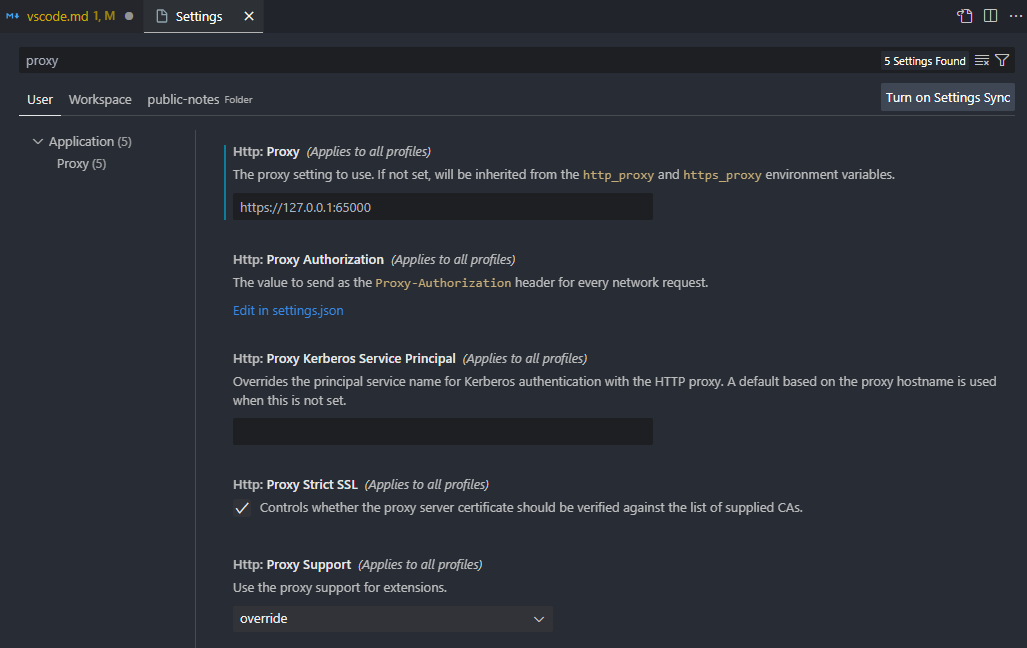 vscode.md 1, M
Settings
proxy
5 Settings Found
User
Workspace
public-notes Folder
Turn on Settings Sync
Application (5)
Proxy (5)
Http: Proxy (Applies to all profiles)
The proxy setting to use. If not set, will be inherited from the http_proxy and https_proxy environment variables.
https://127.0.0.1:65000
Http: Proxy Authorization (Applies to all profiles)
The value to send as the Proxy-Authorization header for every network request.
Edit in settings.json
Http: Proxy Kerberos Service Principal (Applies to all profiles)
Overrides the principal service name for Kerberos authentication with the HTTP proxy. A default based on the proxy hostname is used
when this is not set.
Http: Proxy Strict SSL (Applies to all profiles)
Controls whether the proxy server certificate should be verified against the list of supplied CAs.
Http: Proxy Support (Applies to all profiles)
Use the proxy support for extensions.
override